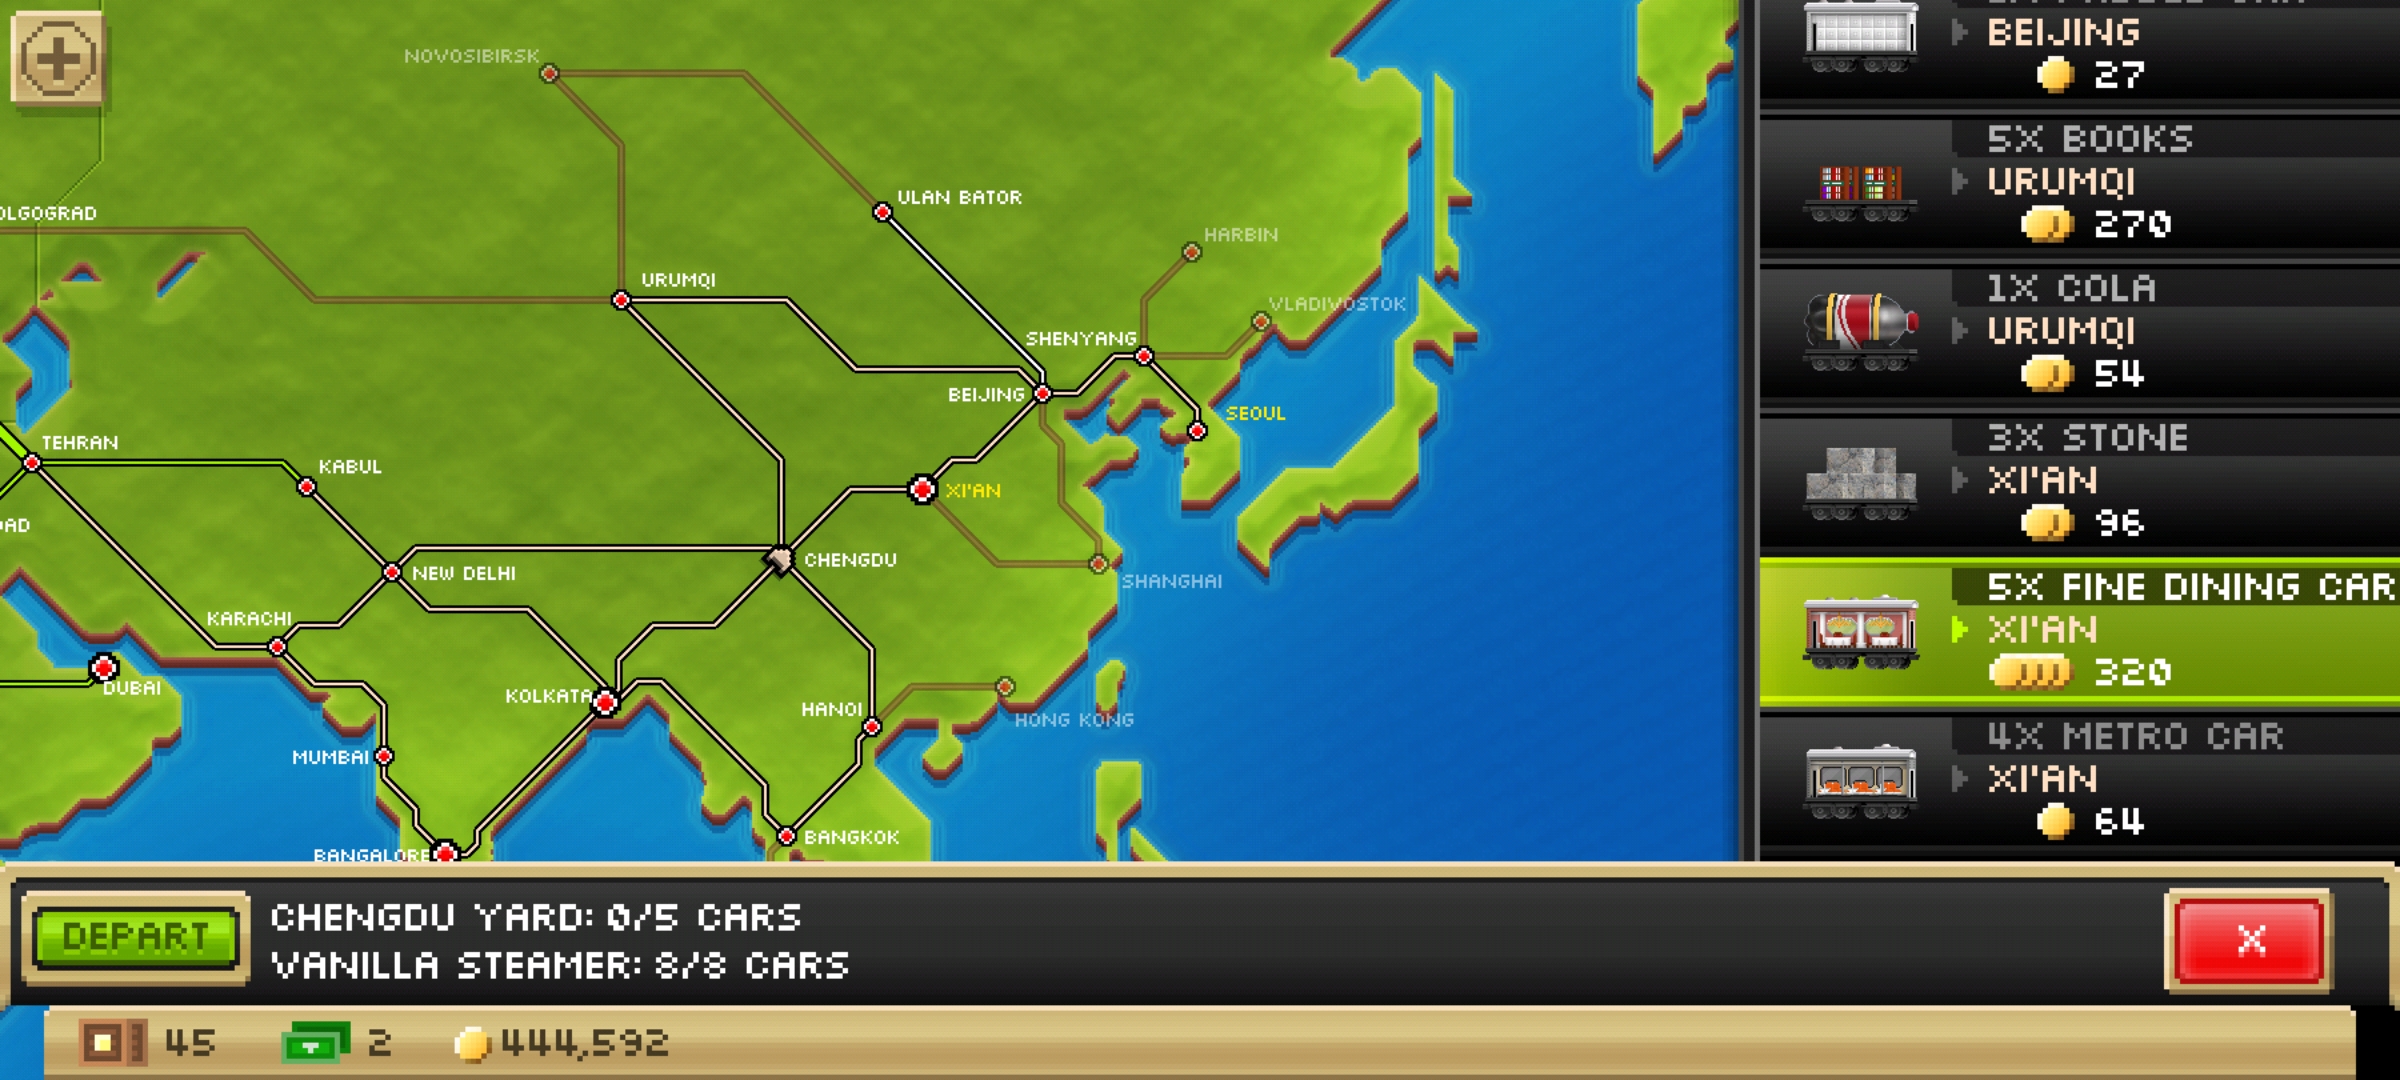 NOVOSIBIRSK
ULAN BATOR
OLGOGRAD
HARBIN
URUMQI
VLADIVOSTOK
SHENYANG
BEIJING
SEOUL
TEHRAN
KABUL
XI'AN
AD
CHENGDU
NEW DELHI
SHANGHAI
KARACHI
DUBAI
KOLKATA
HANOI
HONG KONG
MUMBAI
BANGKOK
BANGALORE
BEIJING
27
5X BOOKS
URUMQI
270
1X COLA
URUMQI
54
3X STONE
XI'AN
96
5X FINE DINING CAR
XI'AN
320
4X METRO CAR
XI'AN
64
DEPART
CHENGDU YARD: 0/5 CARS
VANILLA STEAMER: 8/8 CARS
X
45
2
444,592